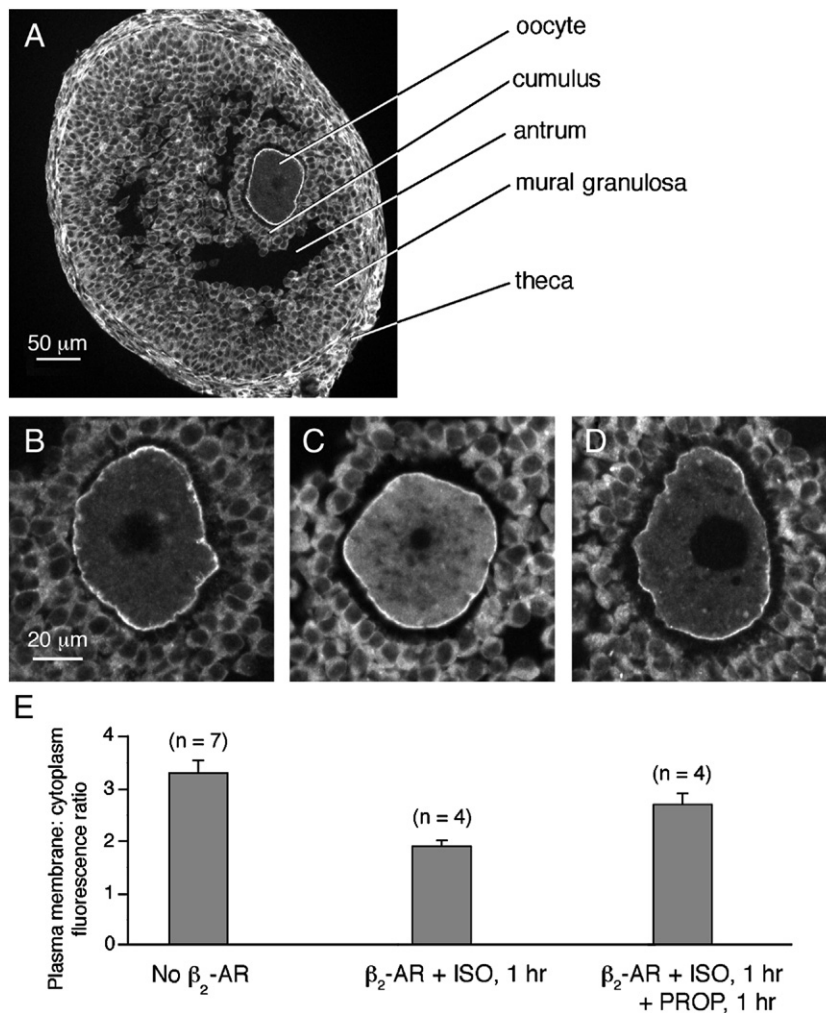 A
oocyte
cumulus
antrum
mural granulosa
theca
50 μm
B
C
D
20 μm
E
Plasma membrane: cytoplasm
fluorescence ratio
4
3
2
1
0
(n = 7)
(n = 4)
(n = 4)
No β₂-AR
β₂-AR + ISO, 1 hr
β₂-AR + ISO, 1 hr
+ PROP, 1 hr